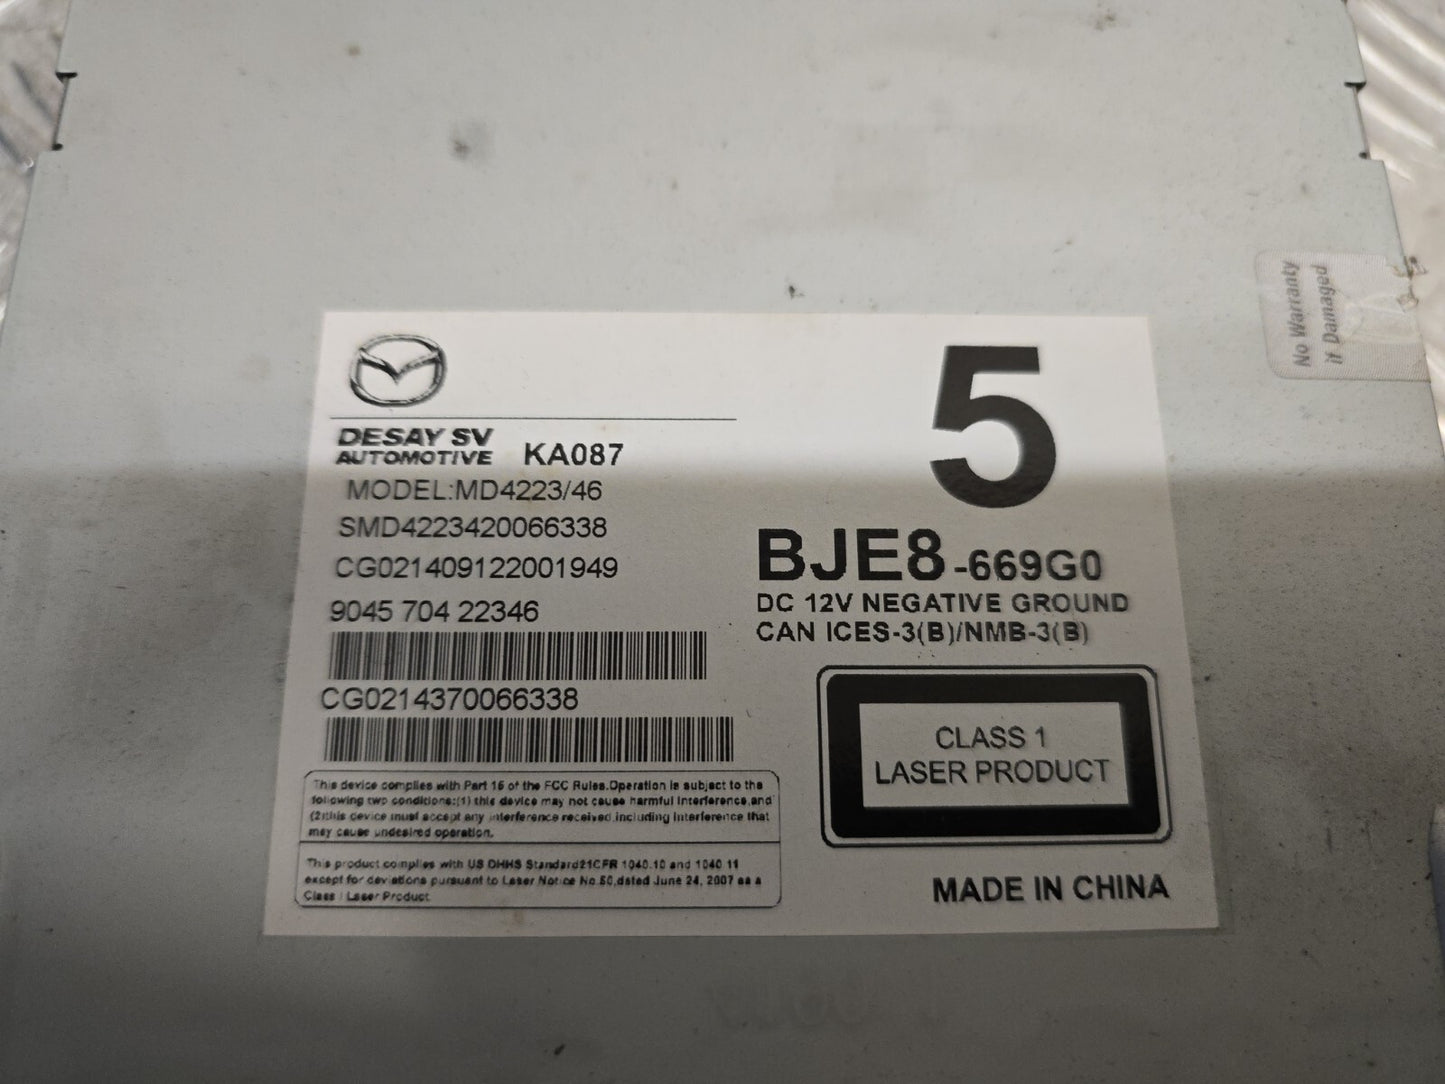 No Warranty
if Damaged
5
DESAY SV
AUTOMOTIVE KA087
MODEL:MD4223/46
SMD4223420066338
CG021409122001949
9045 704 22346
CG0214370066338
BJE8-669G0
DC 12V NEGATIVE GROUND
CAN ICES-3(B)/NMB-3(B)
CLASS 1
LASER PRODUCT
This device complies with Part 15 of the FCC Rules.Operation is subject to the
following two conditions:(1) this device may not cause harmful interference,and
(2)this device must accept any interference received,including interference that
may cause undesired operation.
This product complies with US DHHS Standard21CFR 1040.10 and 1040.11
except for deviations pursuant to Laser Notice No.50,dated June 24, 2007 as a
Class I Laser Product.
MADE IN CHINA